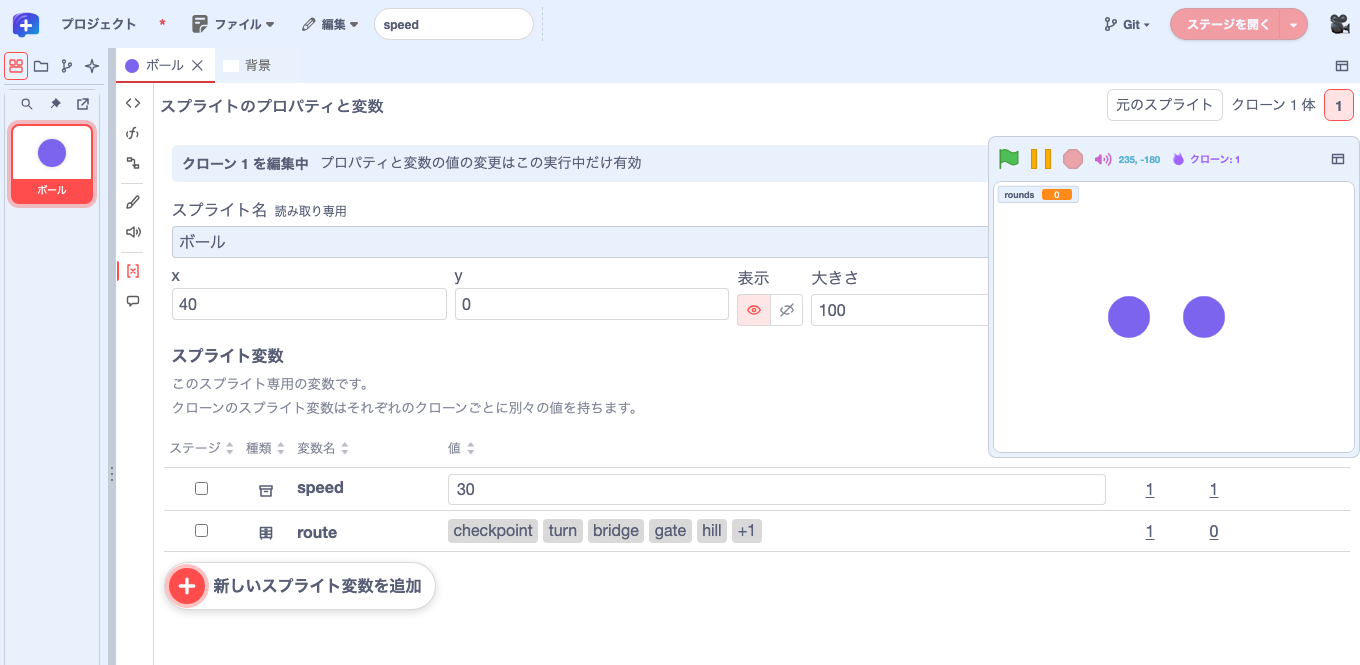 プロジェクト * ファイル 編集 speed Git ステージを開く
ボール 背景
スプライトのプロパティと変数 元のスプライト クローン 1 体 1
クローン 1 を編集中 プロパティと変数の値の変更はこの実行中だけ有効
235, -180 クローン: 1
rounds 0
ボール
スプライト名 読み取り専用
ボール
x y 表示 大きさ
40 0 100
スプライト変数
このスプライト専用の変数です。
クローンのスプライト変数はそれぞれのクローンごとに別々の値を持ちます。
ステージ 種類 変数名 値
speed 30 1 1
route checkpoint turn bridge gate hill +1 1 0
新しいスプライト変数を追加